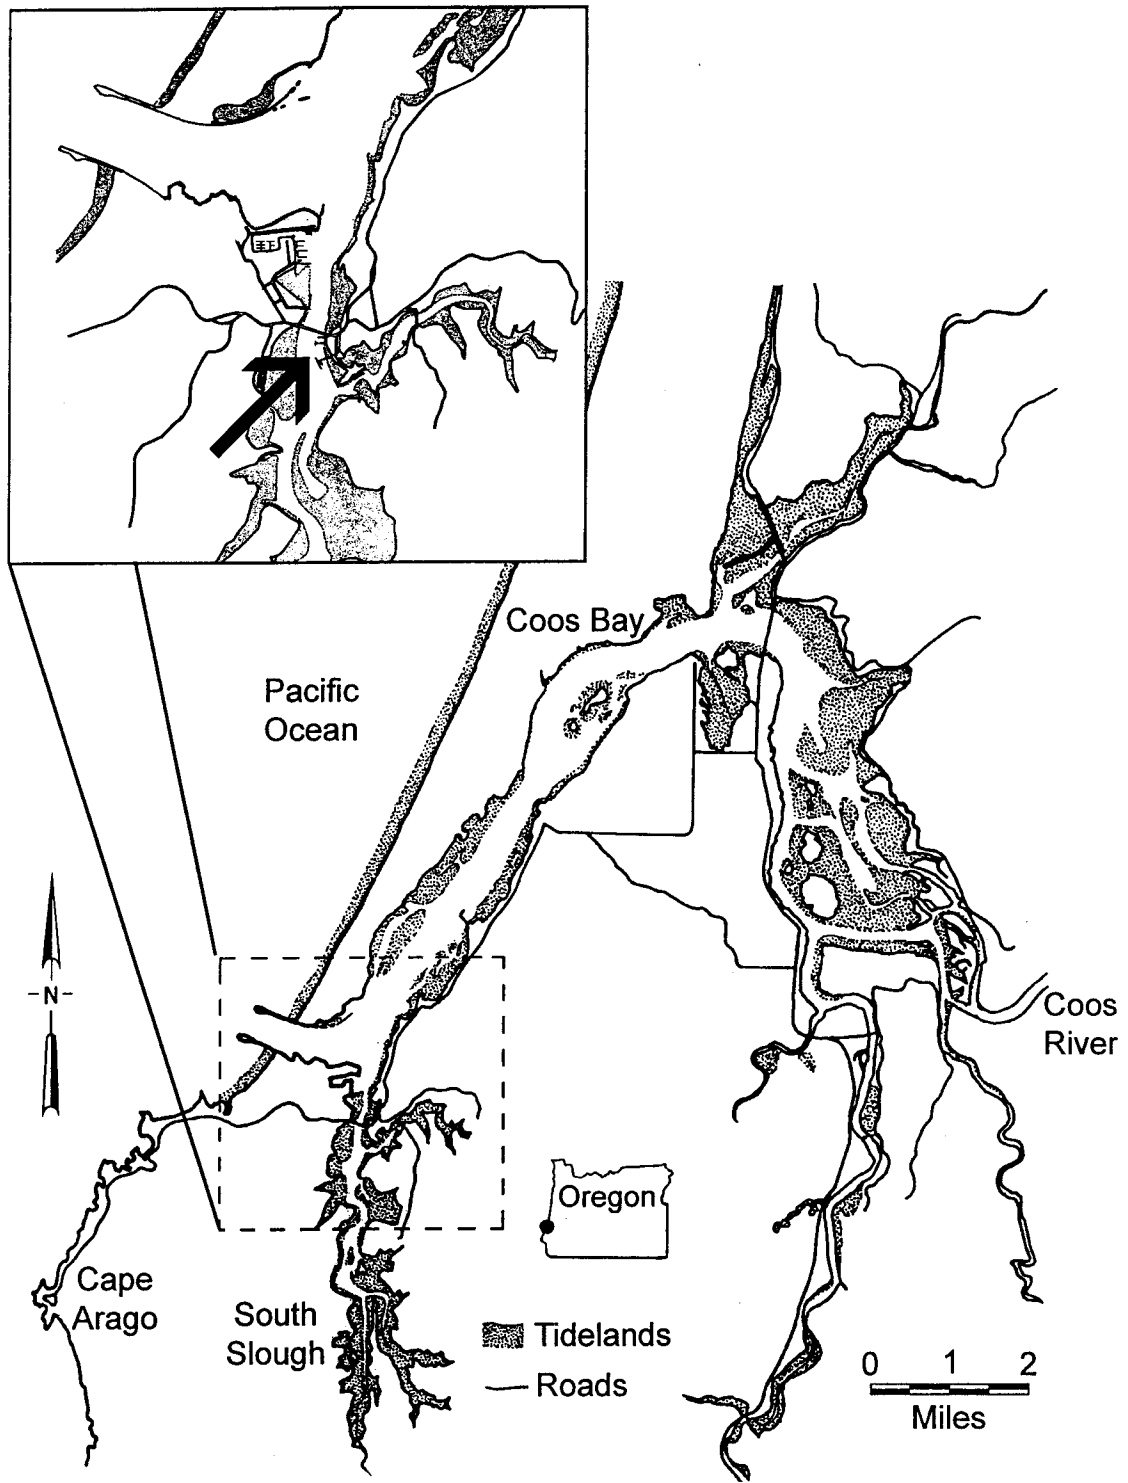 Coos Bay
Pacific
Ocean
-N-
Coos
River
Oregon
Cape
Arago
South
Slough
Tidelands
Roads
0 1 2
Miles